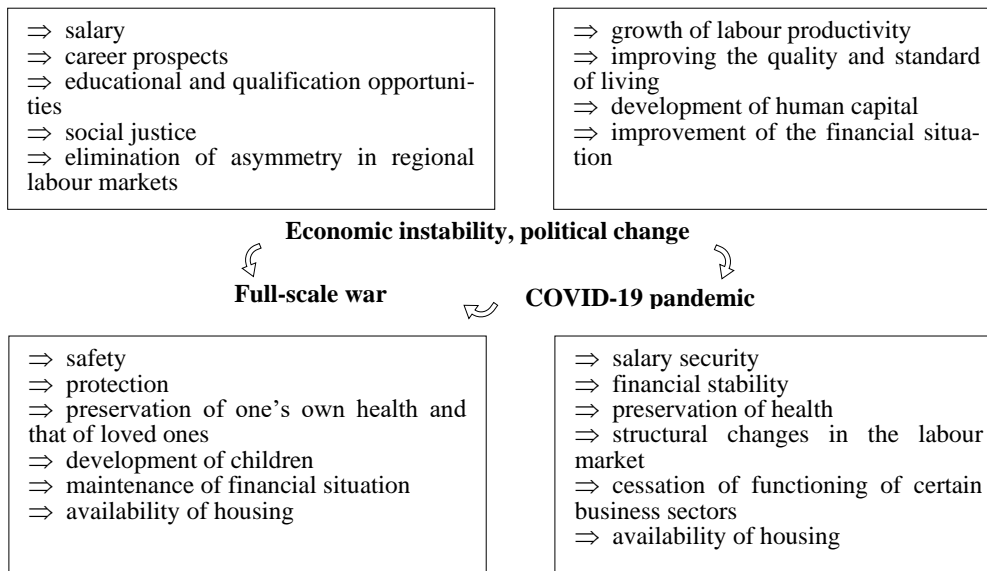 ⇒ salary
⇒ career prospects
⇒ educational and qualification opportuni-
ties
⇒ social justice
⇒ elimination of asymmetry in regional
labour markets
⇒ growth of labour productivity
⇒ improving the quality and standard
of living
⇒ development of human capital
⇒ improvement of the financial situa-
tion
Economic instability, political change
Full-scale war
COVID-19 pandemic
⇒ safety
⇒ protection
⇒ preservation of one’s own health and
that of loved ones
⇒ development of children
⇒ maintenance of financial situation
⇒ availability of housing
⇒ salary security
⇒ financial stability
⇒ preservation of health
⇒ structural changes in the labour
market
⇒ cessation of functioning of certain
business sectors
⇒ availability of housing